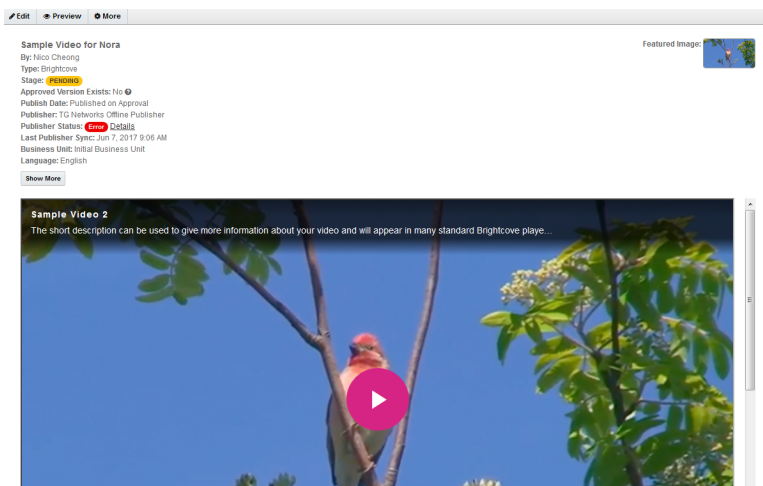 Edit Preview More
Sample Video for Nora
Featured Image:
By: Nico Cheong
Type: Brightcove
Stage: PENDING
Approved Version Exists: No
Publish Date: Published on Approval
Publisher: TG Networks Offline Publisher
Publisher Status: Error Details
Last Publisher Sync: Jun 7, 2017 9:06 AM
Business Unit: Initial Business Unit
Language: English
Show More
Sample Video 2
The short description can be used to give more information about your video and will appear in many standard Brightcove playe...